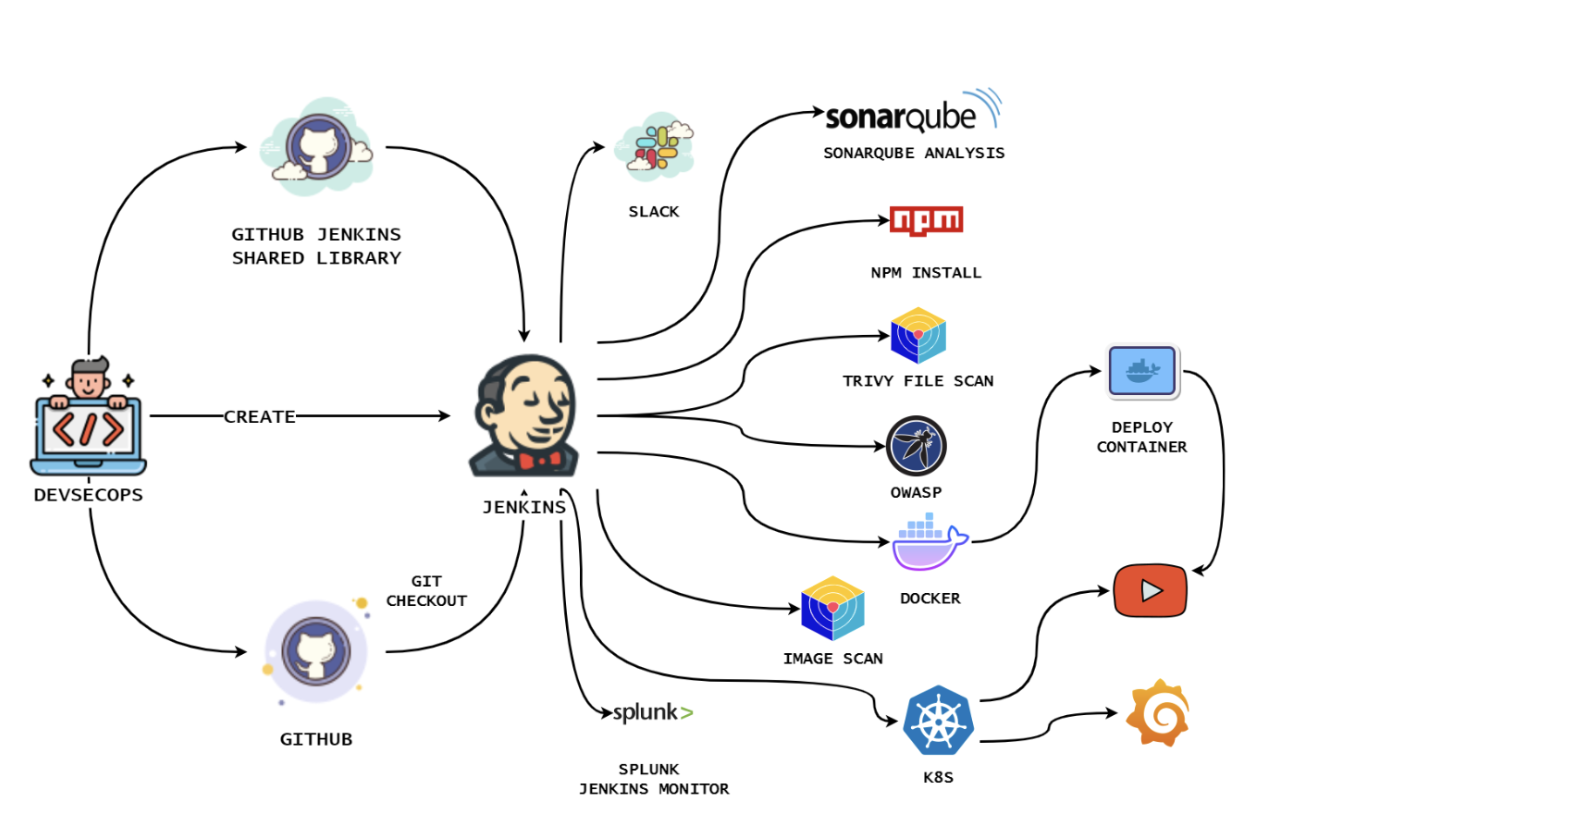 sonarqube
SONARQUBE ANALYSIS
SLACK
npm
NPM INSTALL
GITHUB JENKINS
SHARED LIBRARY
TRIVY FILE SCAN
CREATE
DEPLOY
CONTAINER
DEVSECOPS
JENKINS
OWASP
GIT
CHECKOUT
DOCKER
IMAGE SCAN
GITHUB
splunk>
SPLUNK
JENKINS MONITOR
K8S